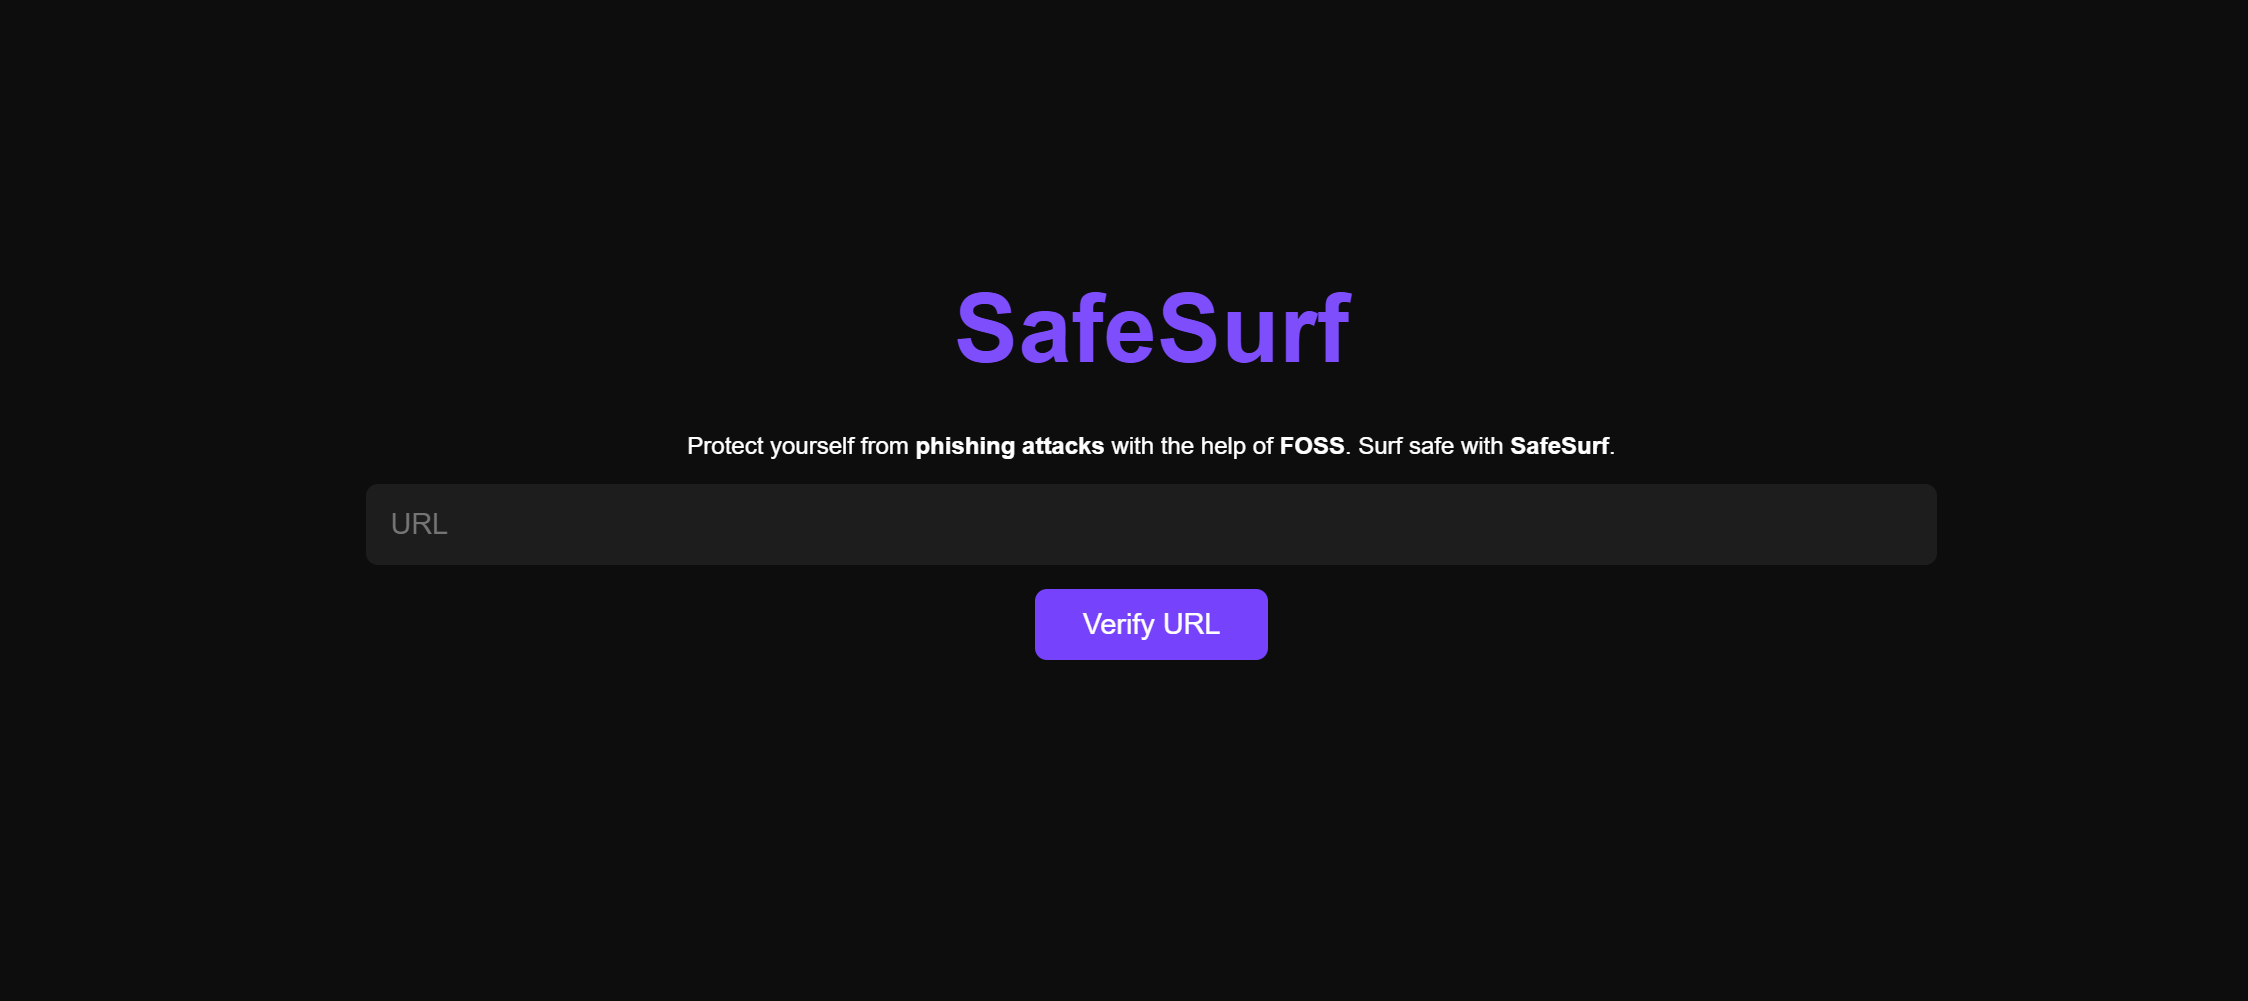 SafeSurf
Protect yourself from phishing attacks with the help of FOSS. Surf safe with SafeSurf.
URL
Verify URL